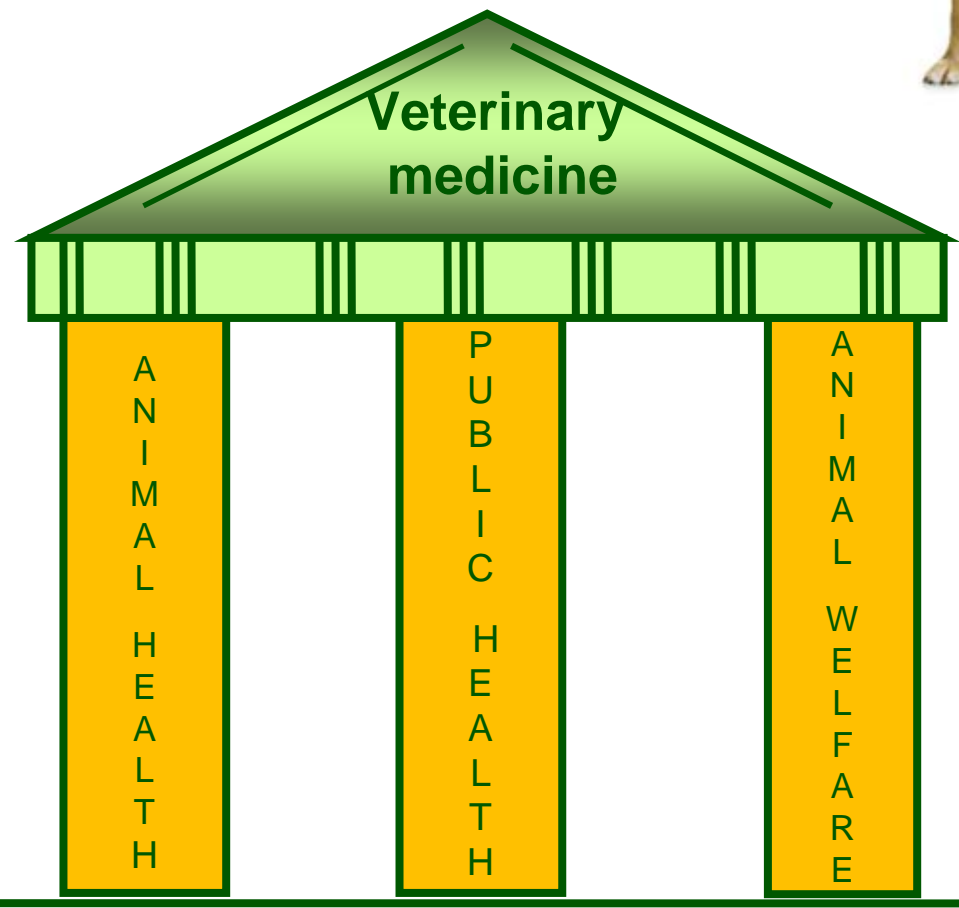 Veterinary
medicine
ANIMAL HEALTH
PUBLIC HEALTH
ANIMAL WELFARE